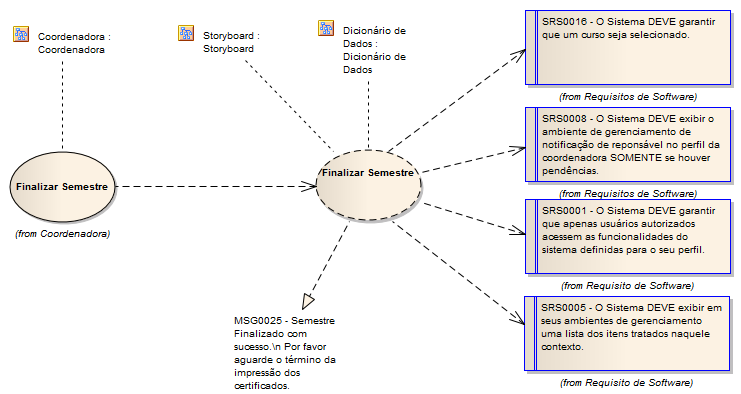 Coordenadora :
Coordenadora
Storyboard :
Storyboard
Dicionário de
Dados :
Dicionário de
Dados
SRS0016 - O Sistema DEVE garantir
que um curso seja selecionado.
(from Requisitos de Software)
SRS0008 - O Sistema DEVE exibir o
ambiente de gerenciamento de
notificação de reponsável no perfil da
coordenadora SOMENTE se houver
pendências.
(from Requisitos de Software)
Finalizar Semestre
(from Coordenadora)
Finalizar Semestre
SRS0001 - O Sistema DEVE garantir
que apenas usuários autorizados
acessem as funcionalidades do
sistema definidas para o seu perfil.
(from Requisito de Software)
SRS0005 - O Sistema DEVE exibir em
seus ambientes de gerenciamento
uma lista dos itens tratados naquele
contexto.
(from Requisito de Software)
MSG0025 - Semestre
Finalizado com
sucesso.\n Por favor
aguarde o término da
impressão dos
certificados.